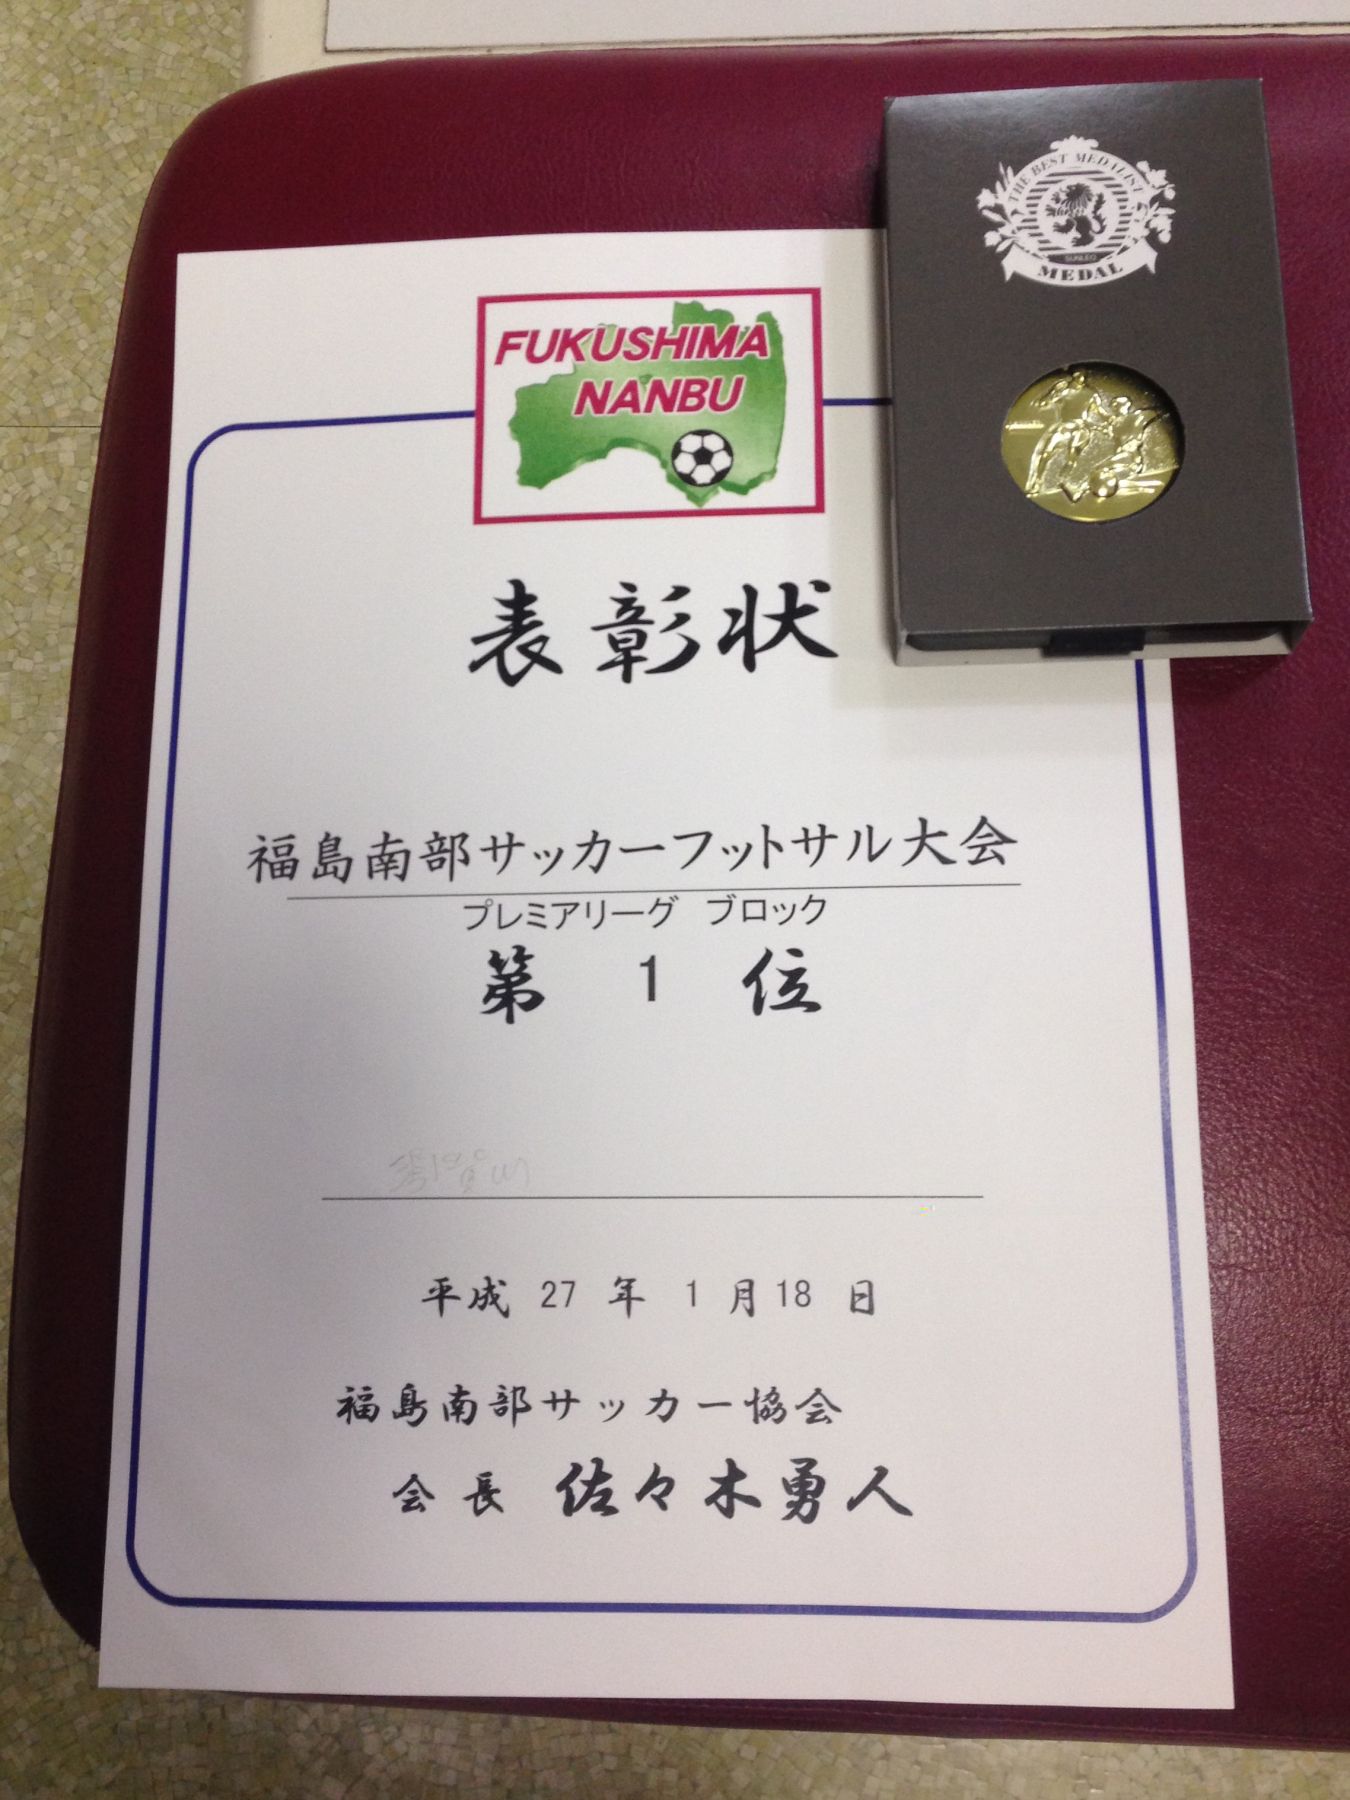 THE BEST MEDALIST
SUNLEO
MEDAL
FUKUSHIMA
NANBU
表彰状
福島南部サッカーフットサル大会
プレミアリーグ ブロック
第 1 位
平成 27 年 1 月 18 日
福島南部サッカー協会
会長 佐々木勇人